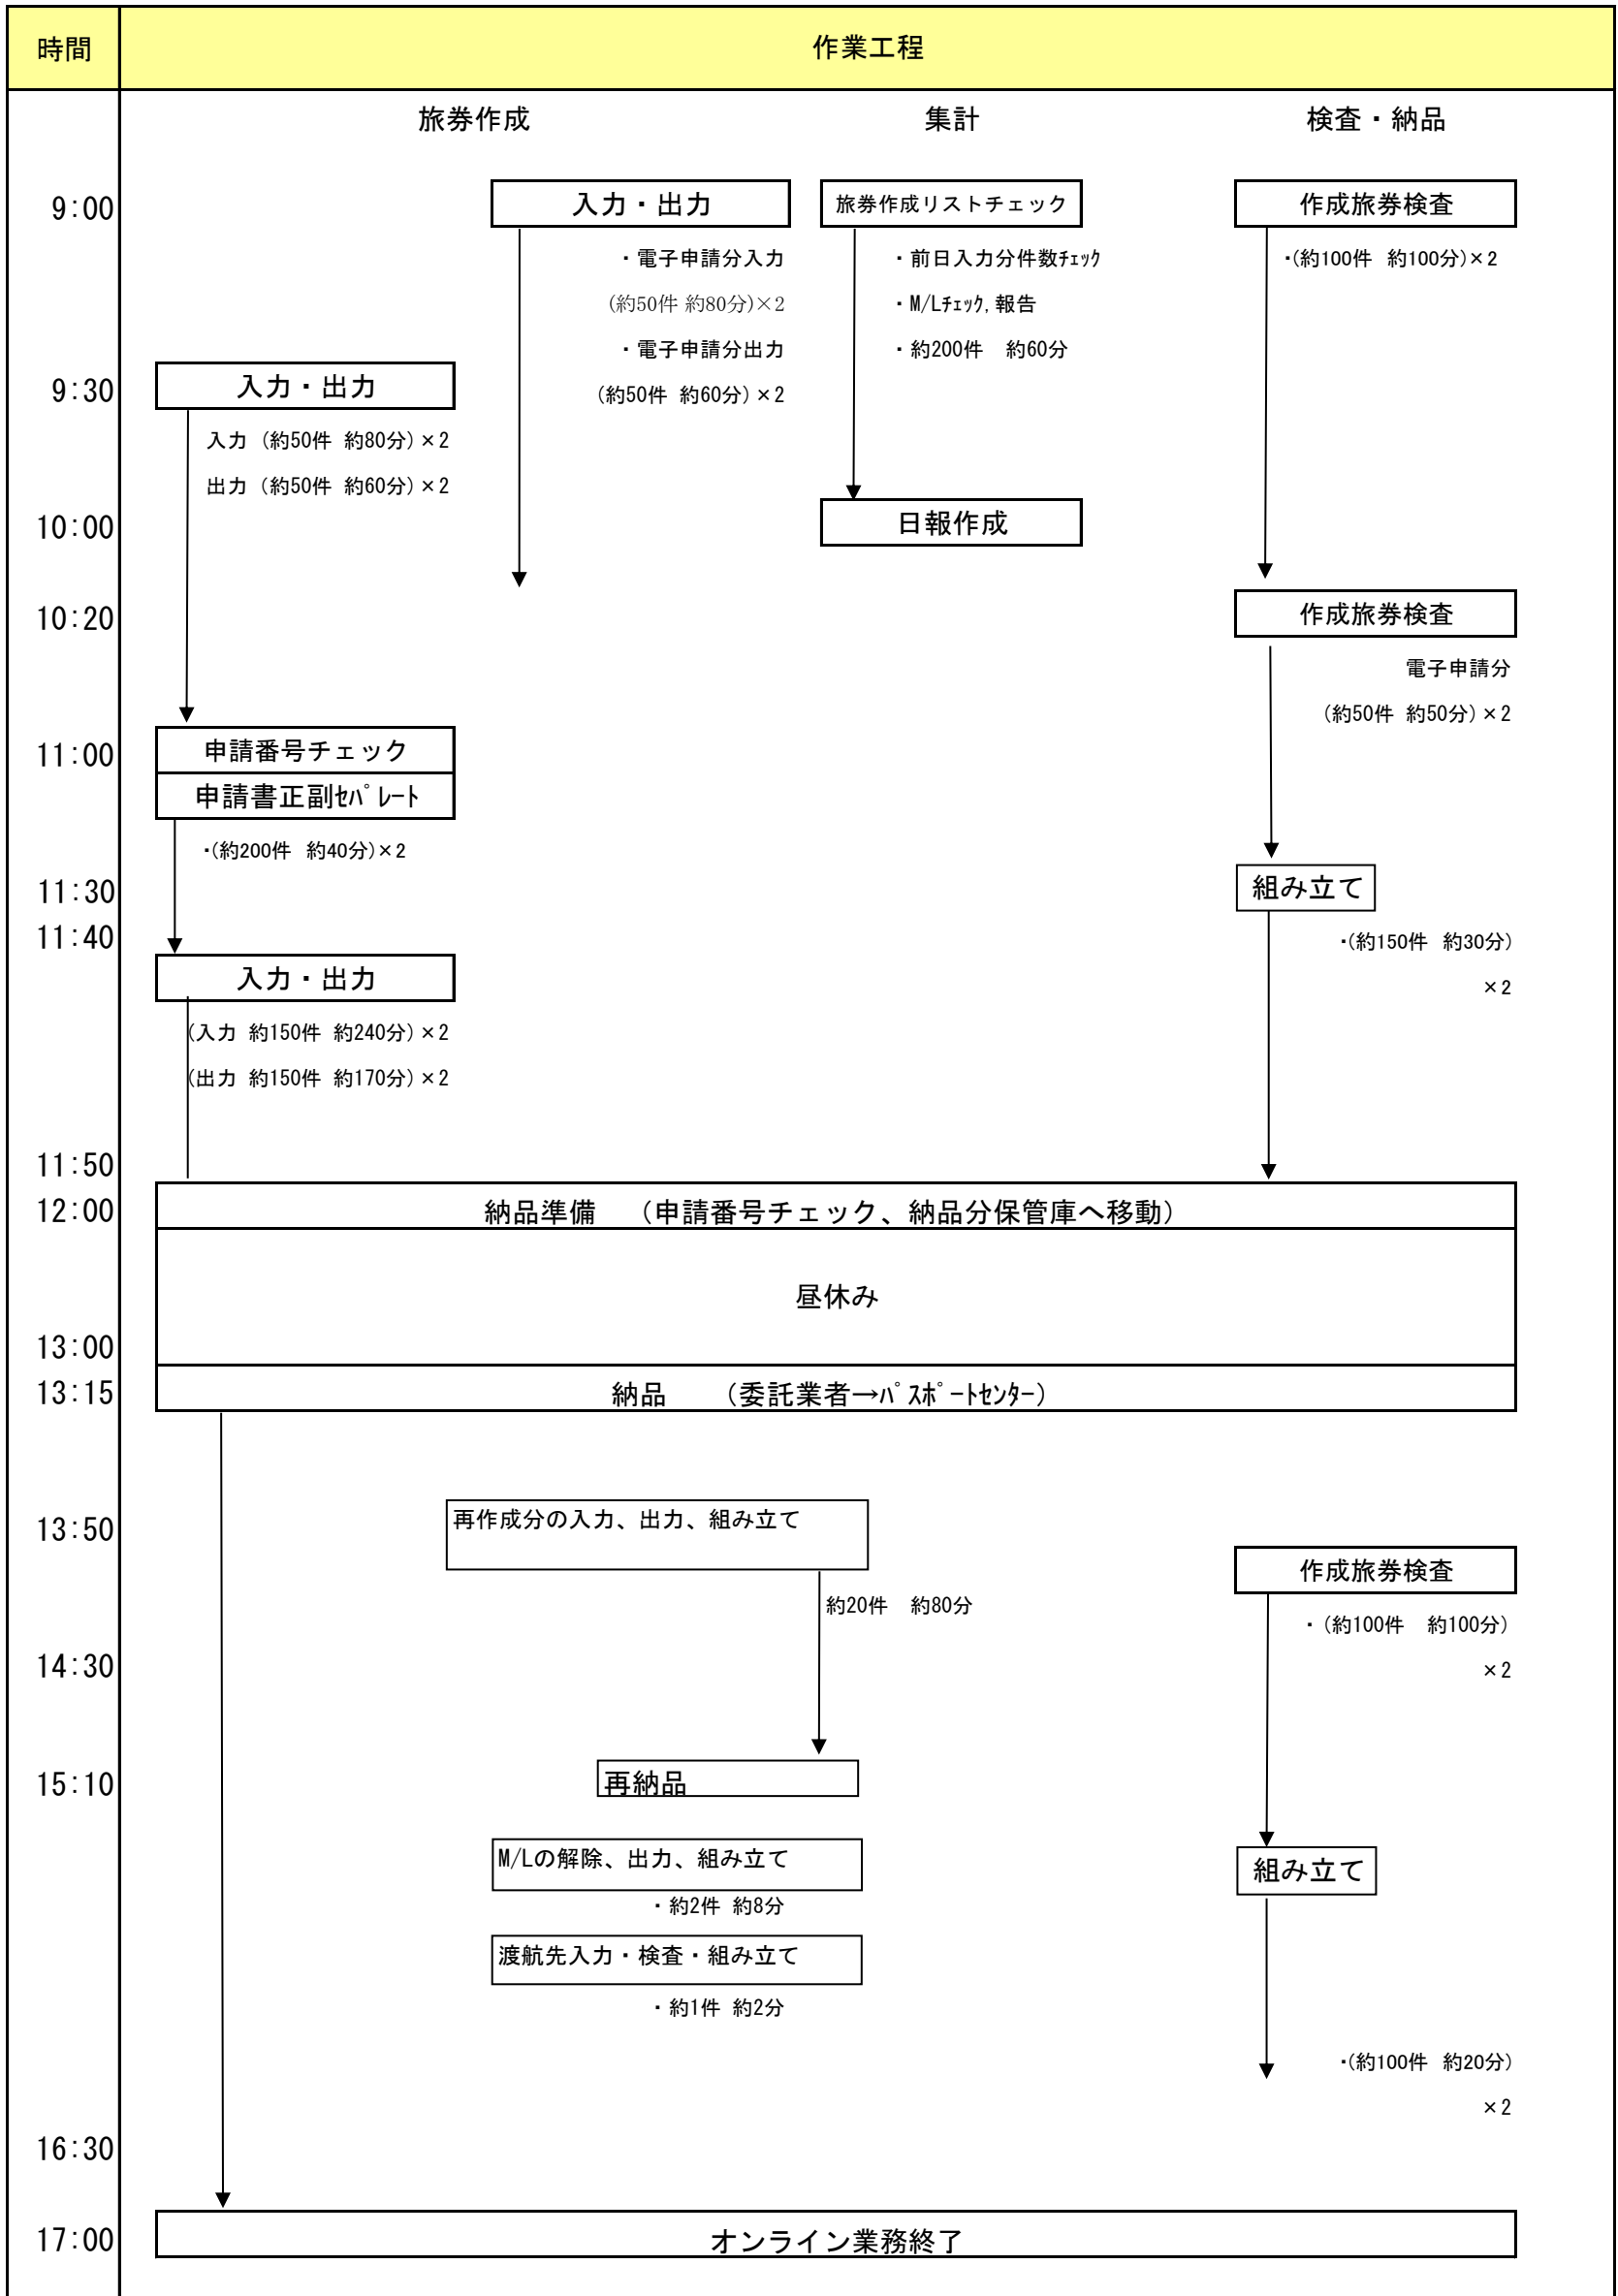 時間
作業工程
旅券作成
集計
検査・納品
9:00
入力・出力
旅券作成リストチェック
作成旅券検査
・電子申請分入力
・前日入力分件数ﾁｪｯｸ
・(約100件 約100分)×2
(約50件 約80分)×2
・M/Lﾁｪｯｸ,報告
・電子申請分出力
・約200件 約60分
9:30
入力・出力
(約50件 約60分)×2
入力 (約50件 約80分)×2
出力 (約50件 約60分)×2
10:00
日報作成
10:20
作成旅券検査
電子申請分
(約50件 約50分)×2
11:00
申請番号チェック
申請書正副ｾﾊﾟﾚｰﾄ
・(約200件 約40分)×2
11:30
組み立て
11:40
・(約150件 約30分)
×2
入力・出力
(入力 約150件 約240分)×2
(出力 約150件 約170分)×2
11:50
12:00
納品準備 （申請番号チェック、納品分保管庫へ移動）
昼休み
13:00
13:15
納品 （委託業者→ﾊﾟｽﾎﾟｰﾄｾﾝﾀｰ）
13:50
再作成分の入力、出力、組み立て
作成旅券検査
約20件 約80分
・(約100件 約100分)
14:30
×2
15:10
再納品
M/Lの解除、出力、組み立て
組み立て
・約2件 約8分
渡航先入力・検査・組み立て
・約1件 約2分
・(約100件 約20分)
×2
16:30
17:00
オンライン業務終了